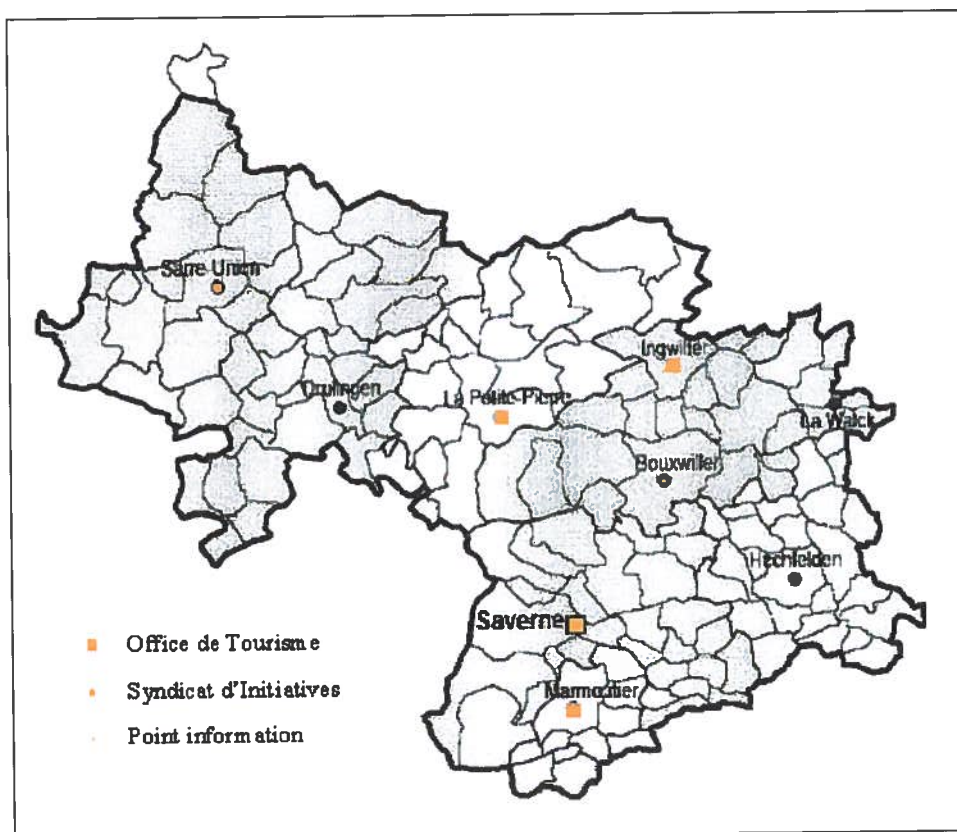 Sarre Union
Ingwiller
Drulingen
La Petite Pierre
La Walck
Bouxwiller
Hochfelden
Saverne
Marmoutier
Office de Tourisme
Syndicat d'Initiatives
Point information